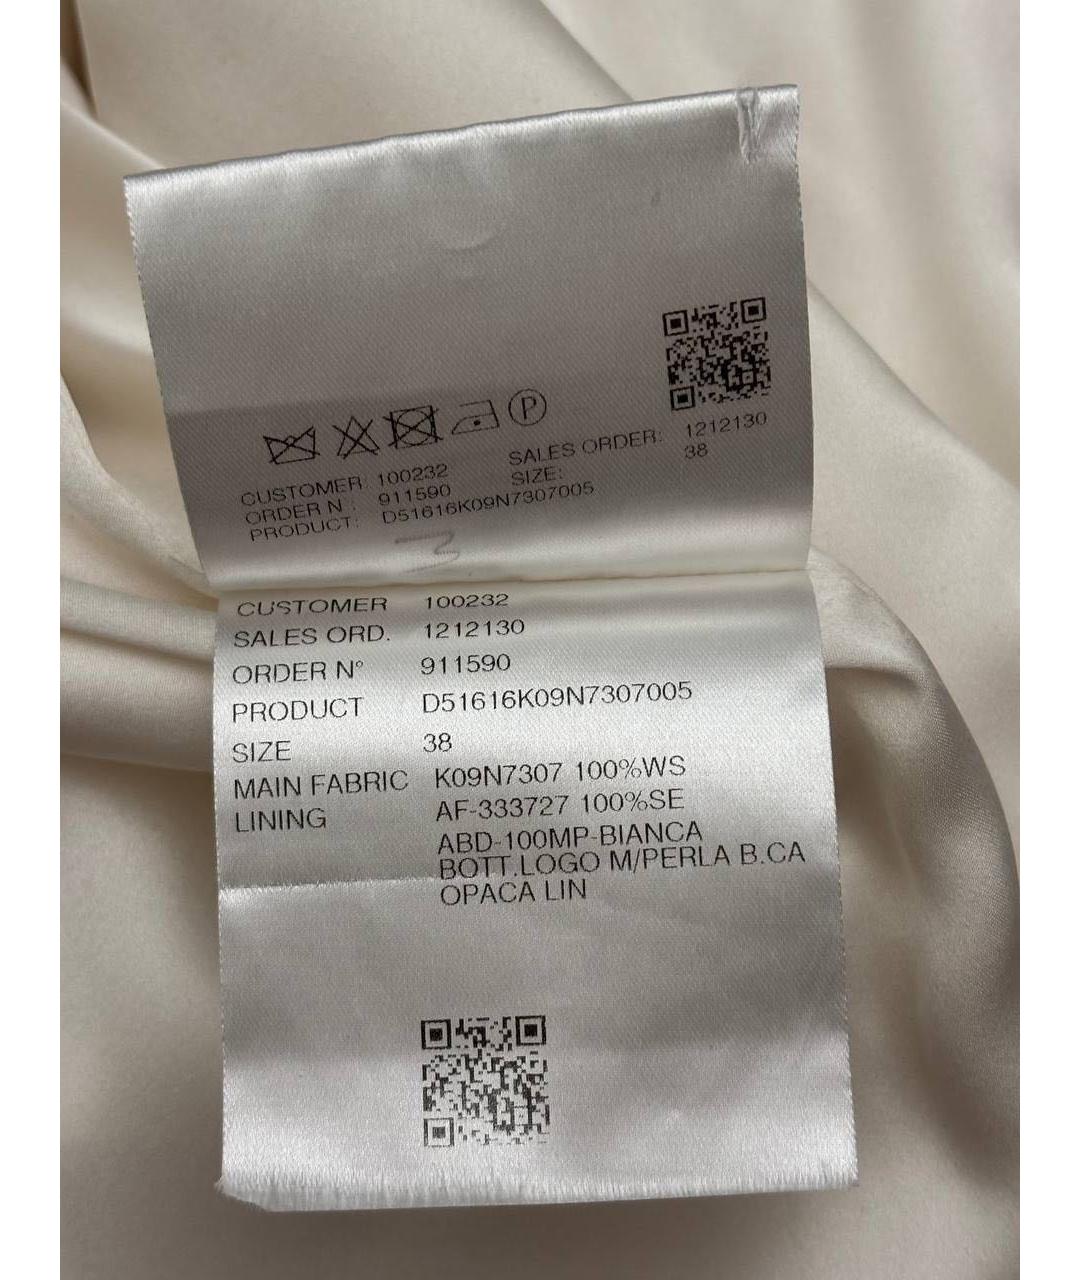 P
CUSTOMER: 100232 SALES ORDER: 1212130
ORDER N : 911590 SIZE: 38
PRODUCT: D51616K09N7307005
CUSTOMER 100232
SALES ORD. 1212130
ORDER N° 911590
PRODUCT D51616K09N7307005
SIZE 38
MAIN FABRIC K09N7307 100%WS
LINING AF-333727 100%SE
ABD-100MP-BIANCA
BOTT.LOGO M/PERLA B.CA
OPACA LIN